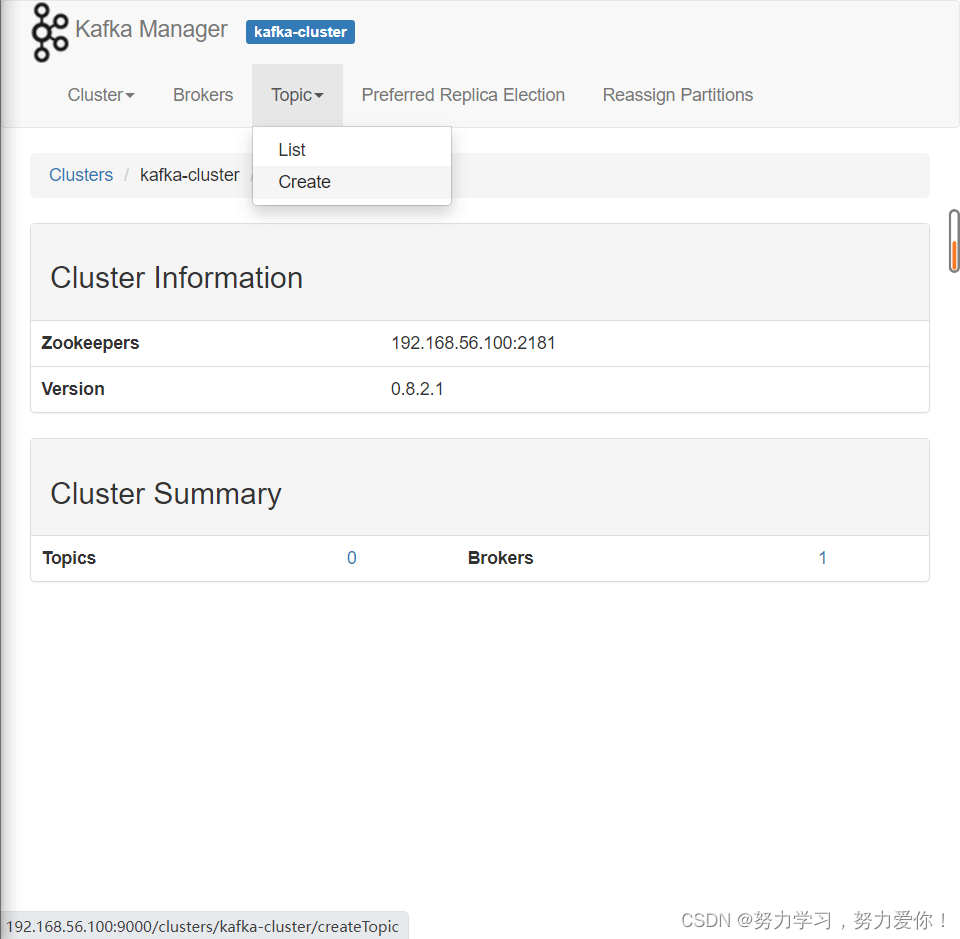 Kafka Manager kafka-cluster
Cluster Brokers Topic Preferred Replica Election Reassign Partitions
List
Create
Clusters / kafka-cluster /
Cluster Information
Zookeepers 192.168.56.100:2181
Version 0.8.2.1
Cluster Summary
Topics 0 Brokers 1
192.168.56.100:9000/clusters/kafka-cluster/createTopic
CSDN @努力学习，努力爱你！